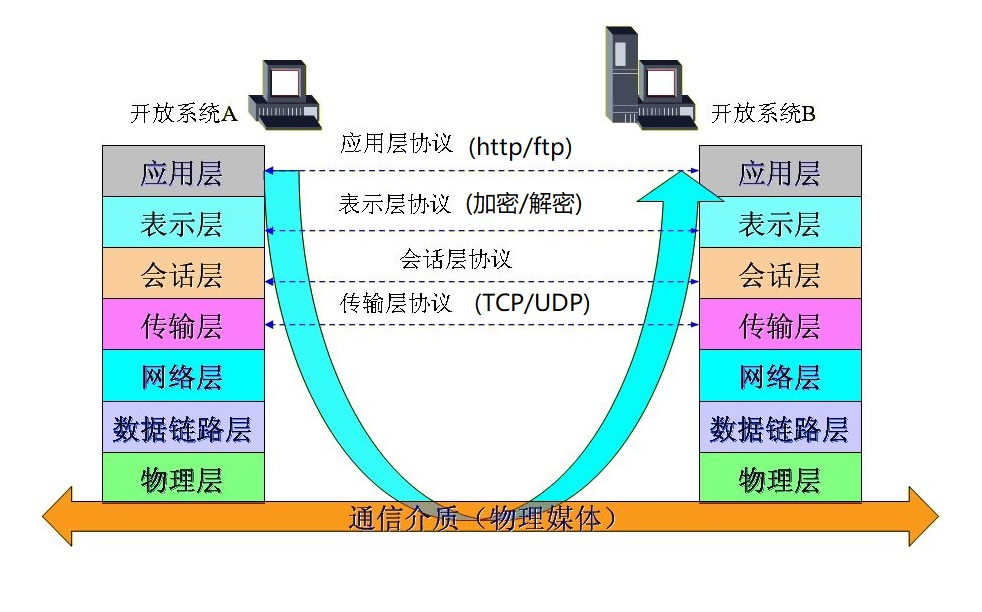 开放系统A
开放系统B
应用层协议 (http/ftp)
应用层
应用层
表示层协议 (加密/解密)
表示层
表示层
会话层协议
会话层
会话层
传输层协议 (TCP/UDP)
传输层
传输层
网络层
网络层
数据链路层
数据链路层
物理层
物理层
通信介质（物理媒体）